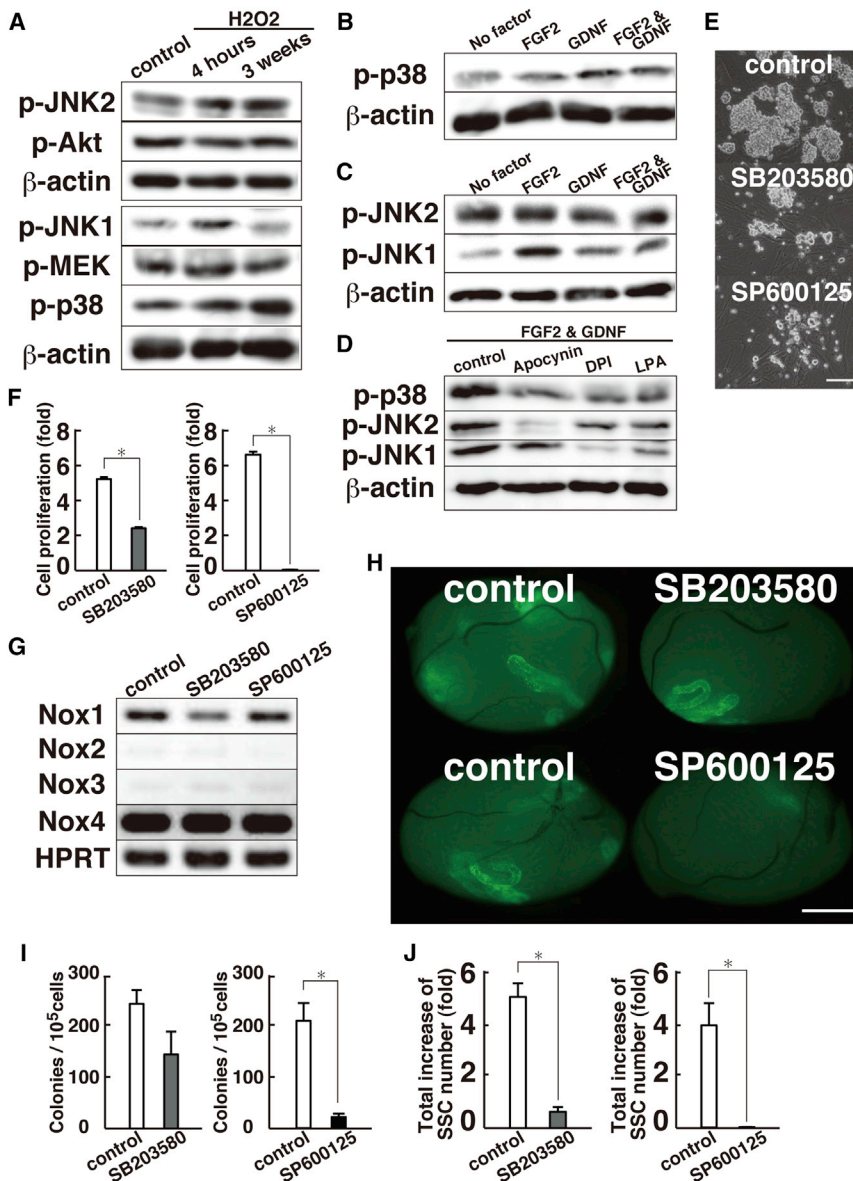 A
H2O2
control
4 hours
3 weeks
p-JNK2
p-Akt
β-actin
p-JNK1
p-MEK
p-p38
β-actin
B
No factor
FGF2
GDNF
FGF2 &
GDNF
p-p38
β-actin
C
No factor
FGF2
GDNF
FGF2 &
GDNF
p-JNK2
p-JNK1
β-actin
D
FGF2 & GDNF
control
Apocynin
DPI
LPA
p-p38
p-JNK2
p-JNK1
β-actin
E
control
SB203580
SP600125
F
Cell proliferation (fold)
8
6
4
2
0
*
control
SB203580
Cell proliferation (fold)
8
6
4
2
0
*
control
SP600125
G
control
SB203580
SP600125
Nox1
Nox2
Nox3
Nox4
HPRT
H
control
SB203580
control
SP600125
I
Colonies / 10⁵cells
300
200
100
0
control
SB203580
Colonies / 10⁵cells
300
200
100
0
*
control
SP600125
J
Total increase of
SSC number (fold)
6
4
2
0
*
control
SB203580
Total increase of
SSC number (fold)
6
4
2
0
*
control
SP600125